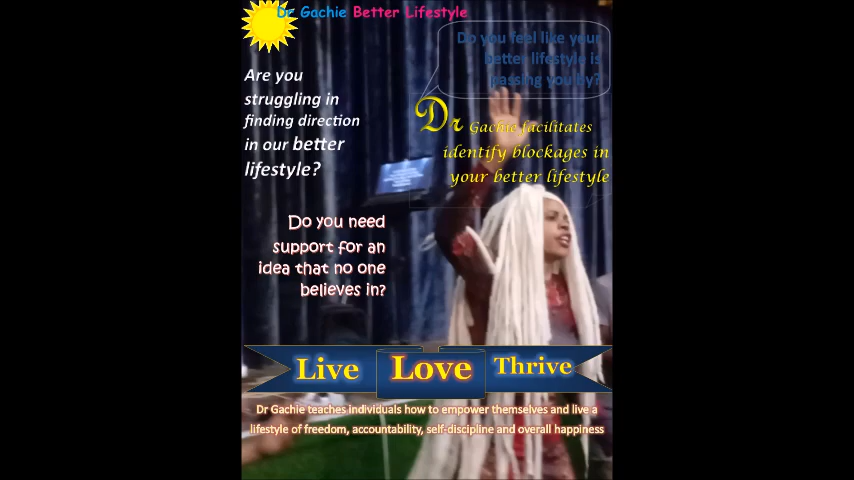 Dr Gachie Better Lifestyle
Do you feel like your
better lifestyle is
passing you by?
Are you
struggling in
finding direction
in our better
lifestyle?
Dr Gachie facilitates
identify blockages in
your better lifestyle
Do you need
support for an
idea that no one
believes in?
Live Love Thrive
Dr Gachie teaches individuals how to empower themselves and live a
lifestyle of freedom, accountability, self-discipline and overall happiness